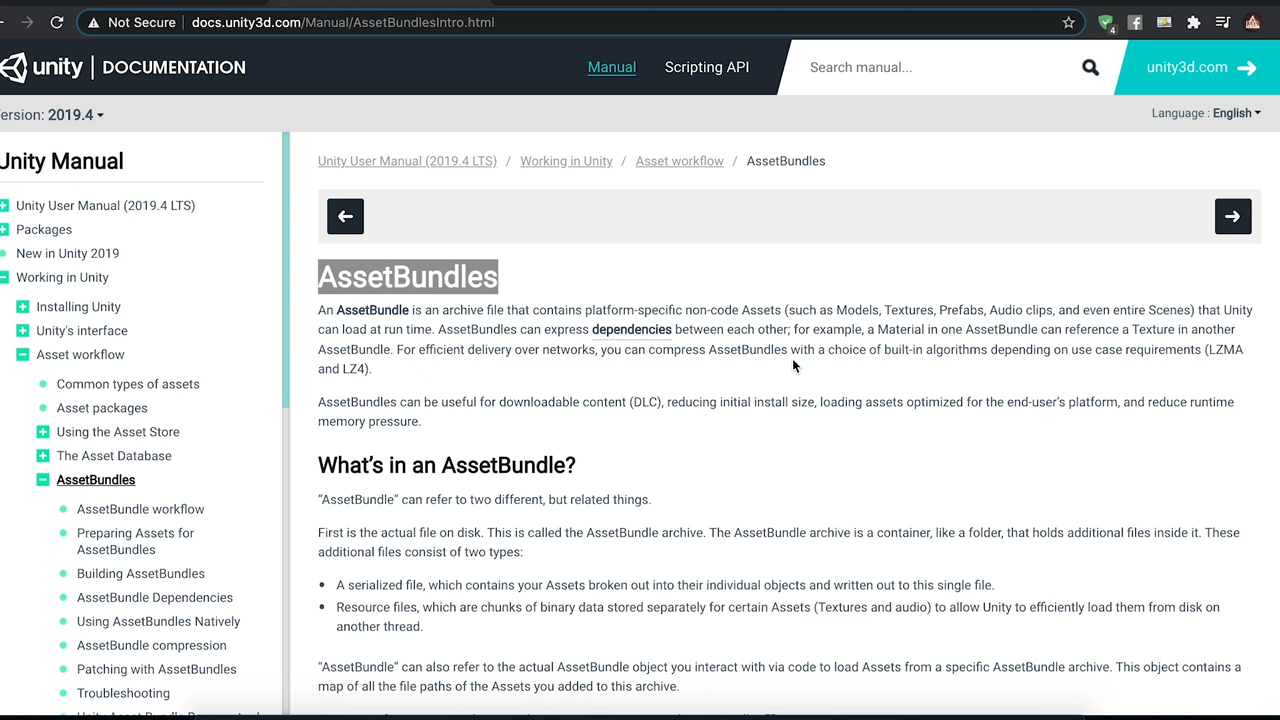 Not Secure docs.unity3d.com/Manual/AssetBundlesIntro.html
4
unity DOCUMENTATION
Manual Scripting API
Search manual...
unity3d.com
ersion: 2019.4
Language : English
Unity Manual
Unity User Manual (2019.4 LTS)
Packages
New in Unity 2019
Working in Unity
Installing Unity
Unity's interface
Asset workflow
Common types of assets
Asset packages
Using the Asset Store
The Asset Database
AssetBundles
AssetBundle workflow
Preparing Assets for
AssetBundles
Building AssetBundles
AssetBundle Dependencies
Using AssetBundles Natively
AssetBundle compression
Patching with AssetBundles
Troubleshooting
Unity User Manual (2019.4 LTS) / Working in Unity / Asset workflow / AssetBundles
AssetBundles
An AssetBundle is an archive file that contains platform-specific non-code Assets (such as Models, Textures, Prefabs, Audio clips, and even entire Scenes) that Unity
can load at run time. AssetBundles can express dependencies between each other; for example, a Material in one AssetBundle can reference a Texture in another
AssetBundle. For efficient delivery over networks, you can compress AssetBundles with a choice of built-in algorithms depending on use case requirements (LZMA
and LZ4).
AssetBundles can be useful for downloadable content (DLC), reducing initial install size, loading assets optimized for the end-user’s platform, and reduce runtime
memory pressure.
What’s in an AssetBundle?
“AssetBundle” can refer to two different, but related things.
First is the actual file on disk. This is called the AssetBundle archive. The AssetBundle archive is a container, like a folder, that holds additional files inside it. These
additional files consist of two types:
• A serialized file, which contains your Assets broken out into their individual objects and written out to this single file.
• Resource files, which are chunks of binary data stored separately for certain Assets (Textures and audio) to allow Unity to efficiently load them from disk on
another thread.
“AssetBundle” can also refer to the actual AssetBundle object you interact with via code to load Assets from a specific AssetBundle archive. This object contains a
map of all the file paths of the Assets you added to this archive.